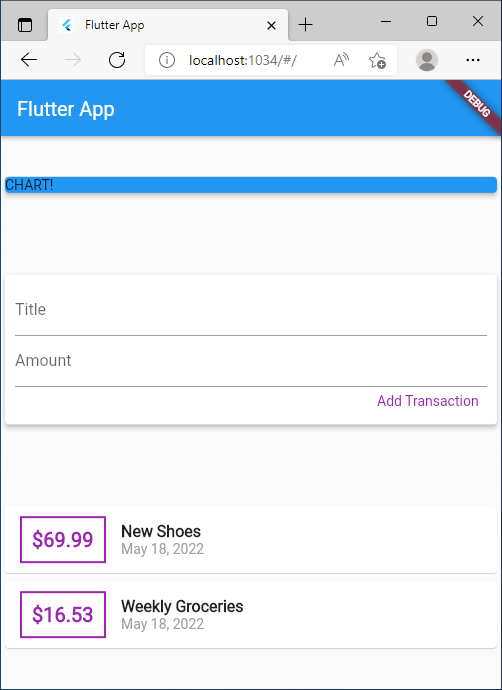 Flutter App
localhost:1034/#/
Flutter App
DEBUG
CHART!
Title
Amount
Add Transaction
$69.99
New Shoes
May 18, 2022
$16.53
Weekly Groceries
May 18, 2022